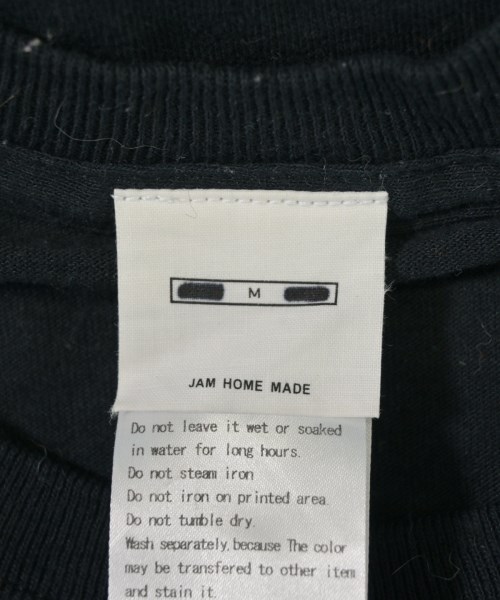 M
JAM HOME MADE
Do not leave it wet or soaked
in water for long hours.
Do not steam iron
Do not iron on printed area.
Do not tumble dry.
Wash separately, because The color
may be transfered to other item
and stain it.